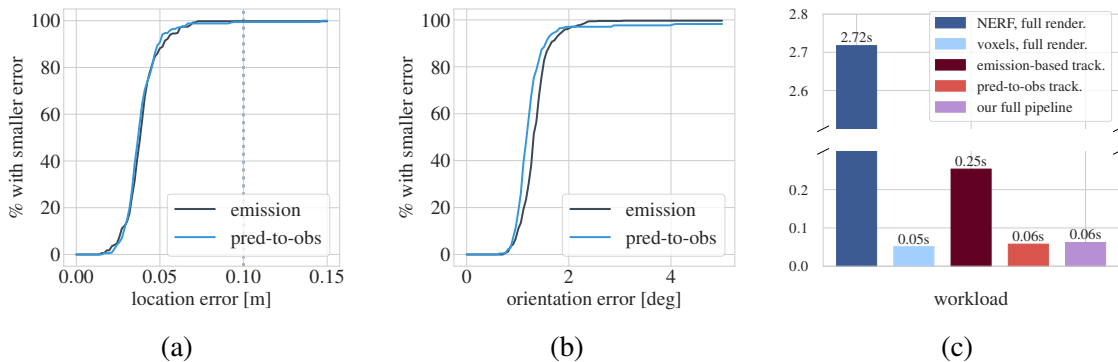 % with smaller error
100
80
60
40
20
0
emission
pred-to-obs
0.00 0.05 0.10 0.15
location error [m]
(a)
% with smaller error
100
80
60
40
20
0
emission
pred-to-obs
0 2 4
orientation error [deg]
(b)
2.8
2.7
2.6
0.2
0.1
0.0
NERF, full render.
voxels, full render.
emission-based track.
pred-to-obs track.
our full pipeline
2.72s
0.05s
0.25s
0.06s
0.06s
workload
(c)